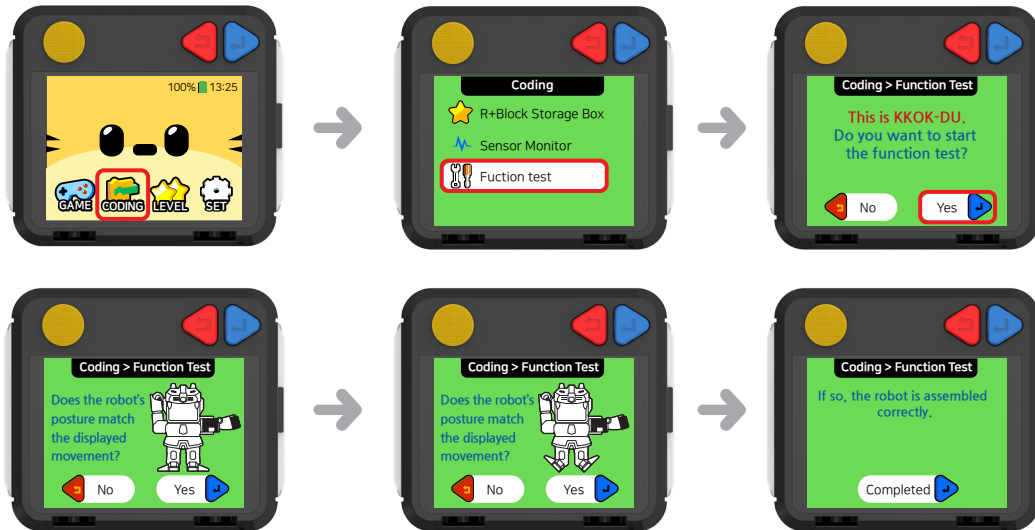 100% 13:25
GAME CODING LEVEL SET
Coding
R+Block Storage Box
Sensor Monitor
Fuction test
Coding > Function Test
This is KKOK-DU.
Do you want to start
the function test?
No Yes
Coding > Function Test
Does the robot's
posture match
the displayed
movement?
No Yes
Coding > Function Test
Does the robot's
posture match
the displayed
movement?
No Yes
Coding > Function Test
If so, the robot is assembled
correctly.
Completed